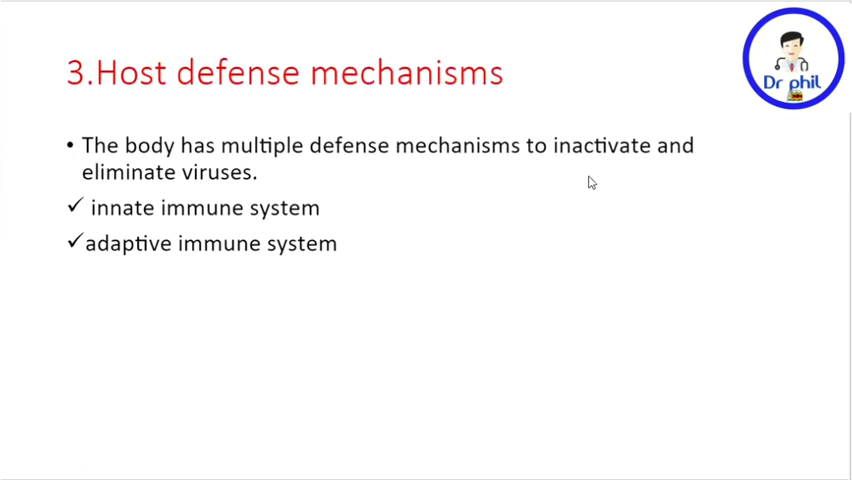 3.Host defense mechanisms
Dr phil
• The body has multiple defense mechanisms to inactivate and
eliminate viruses.
✓ innate immune system
✓adaptive immune system